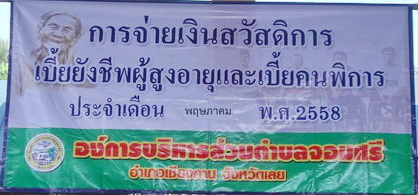 การจ่ายเงินสวัสดิการ
เบี้ยยังชีพผู้สูงอายุและเบี้ยคนพิการ
ประจำเดือน พฤษภาคม พ.ศ.2558
องค์การบริหารส่วนตำบลจอมศรี
อำเภอเชียงคาน จังหวัดเลย